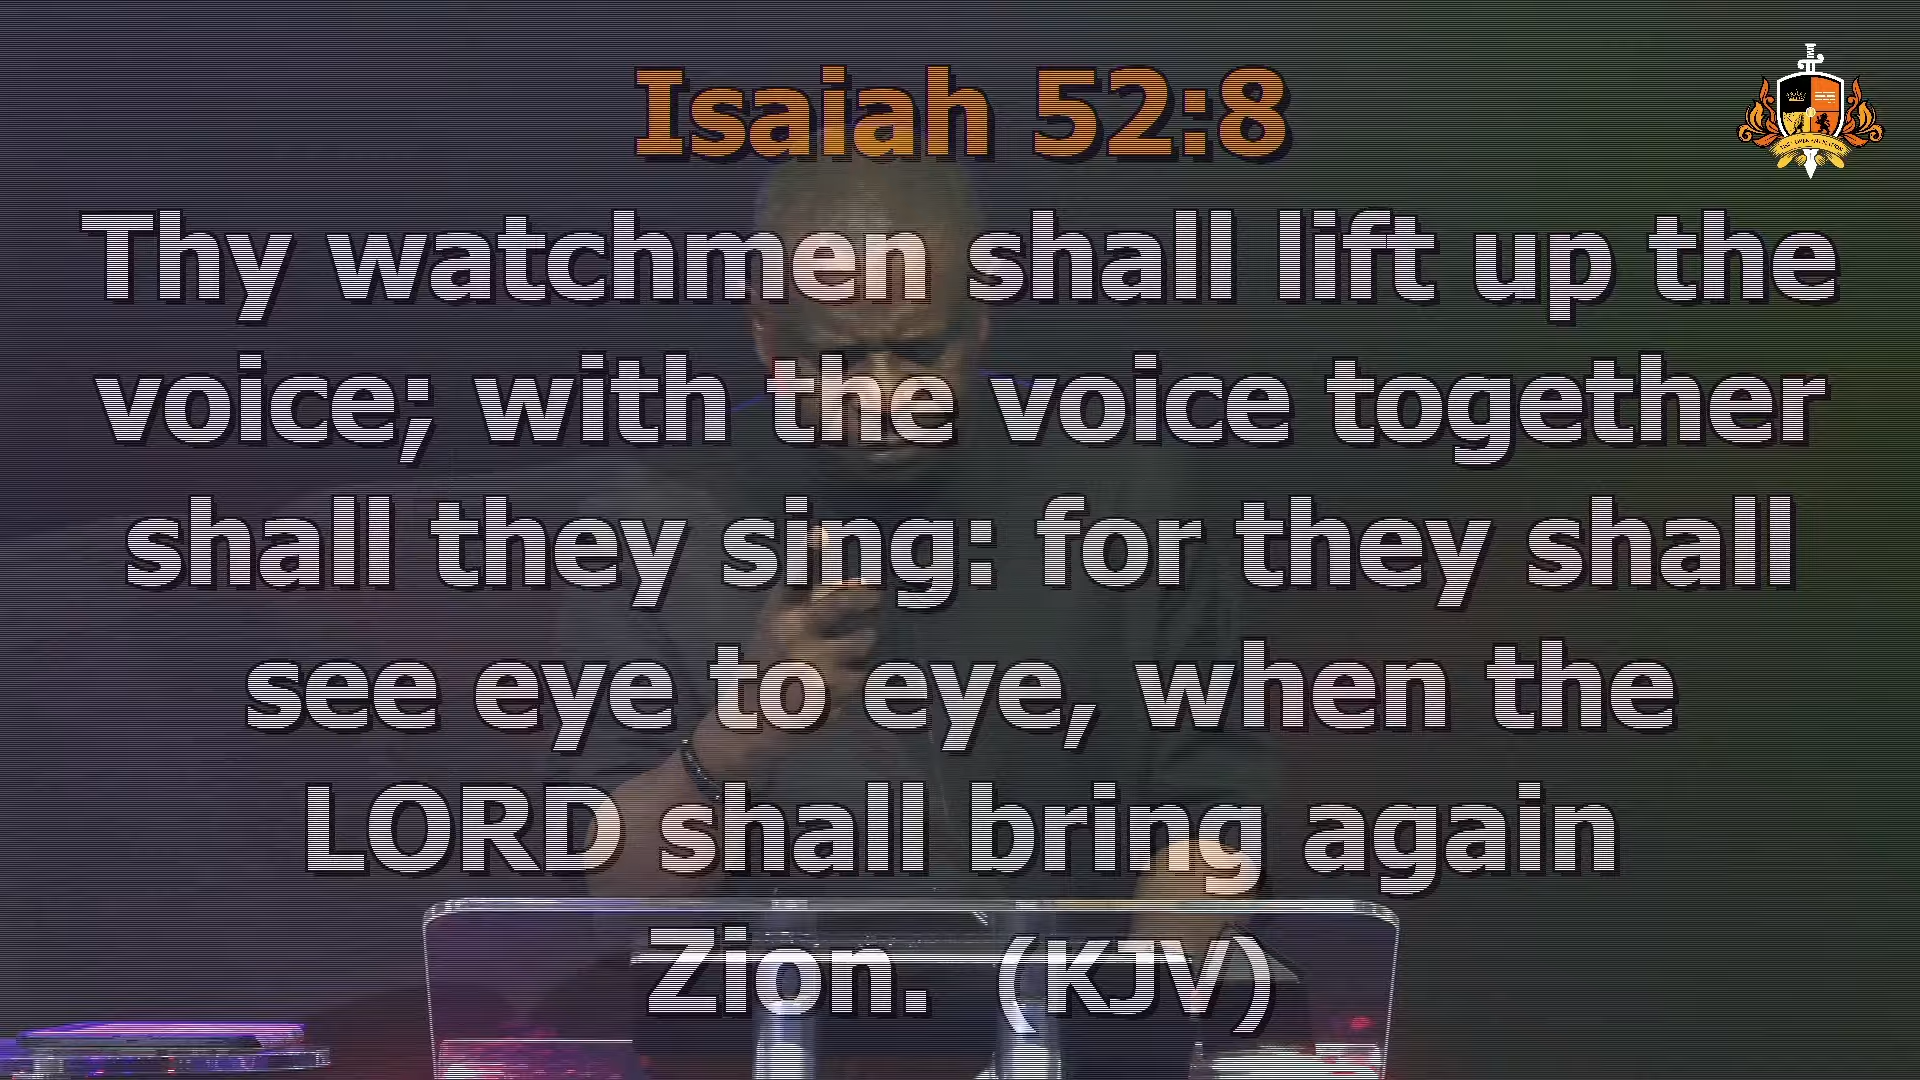 Isaiah 52:8
Thy watchmen shall lift up the
voice; with the voice together
shall they sing: for they shall
see eye to eye, when the
LORD shall bring again
Zion. (KJV)